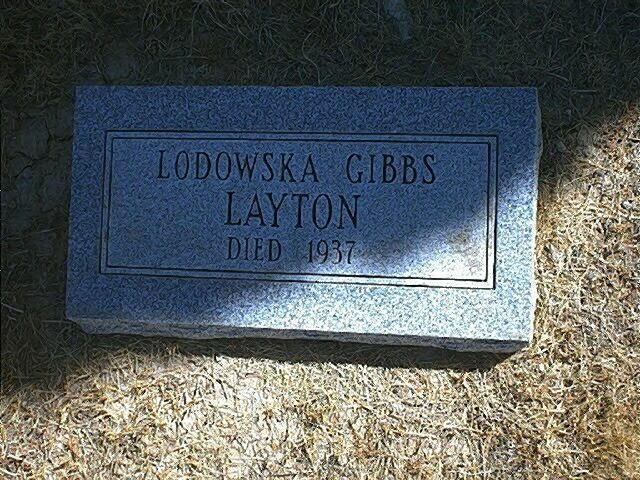 LODOWSKA GIBBS
LAYTON
DIED 1937